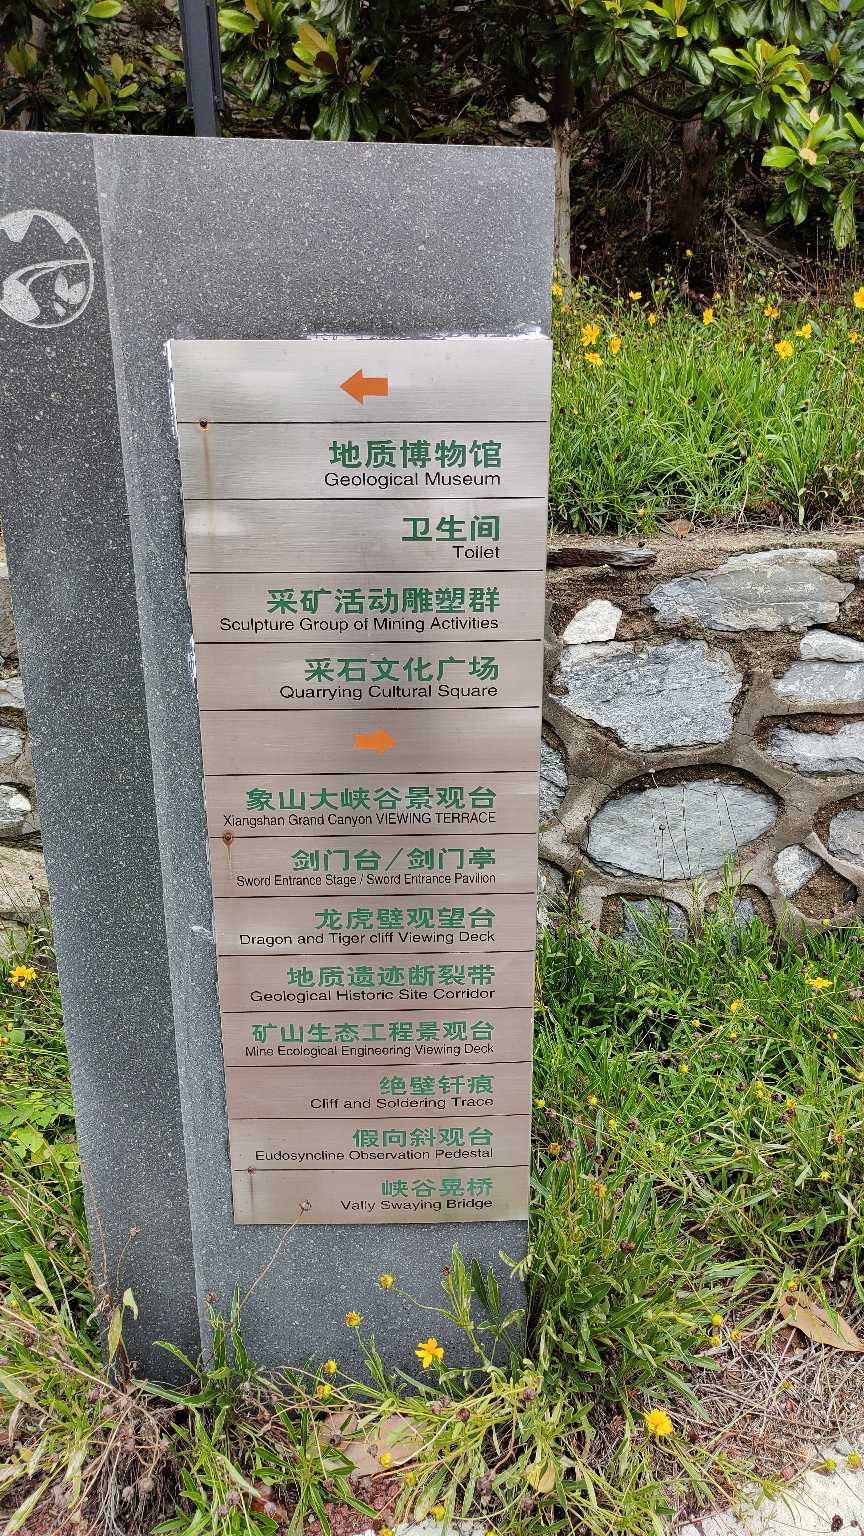 地质博物馆
Geological Museum
卫生间
Toilet
采矿活动雕塑群
Sculpture Group of Mining Activities
采石文化广场
Quarrying Cultural Square
象山大峡谷景观台
Xiangshan Grand Canyon VIEWING TERRACE
剑门台/剑门亭
Sword Entrance Stage / Sword Entrance Pavilion
龙虎壁观望台
Dragon and Tiger cliff Viewing Deck
地质遗迹断裂带
Geological Historic Site Corridor
矿山生态工程景观台
Mine Ecological Engineering Viewing Deck
绝壁钎痕
Cliff and Soldering Trace
假向斜观台
Eudosyncline Observation Pedestal
峡谷晃桥
Vally Swaying Bridge